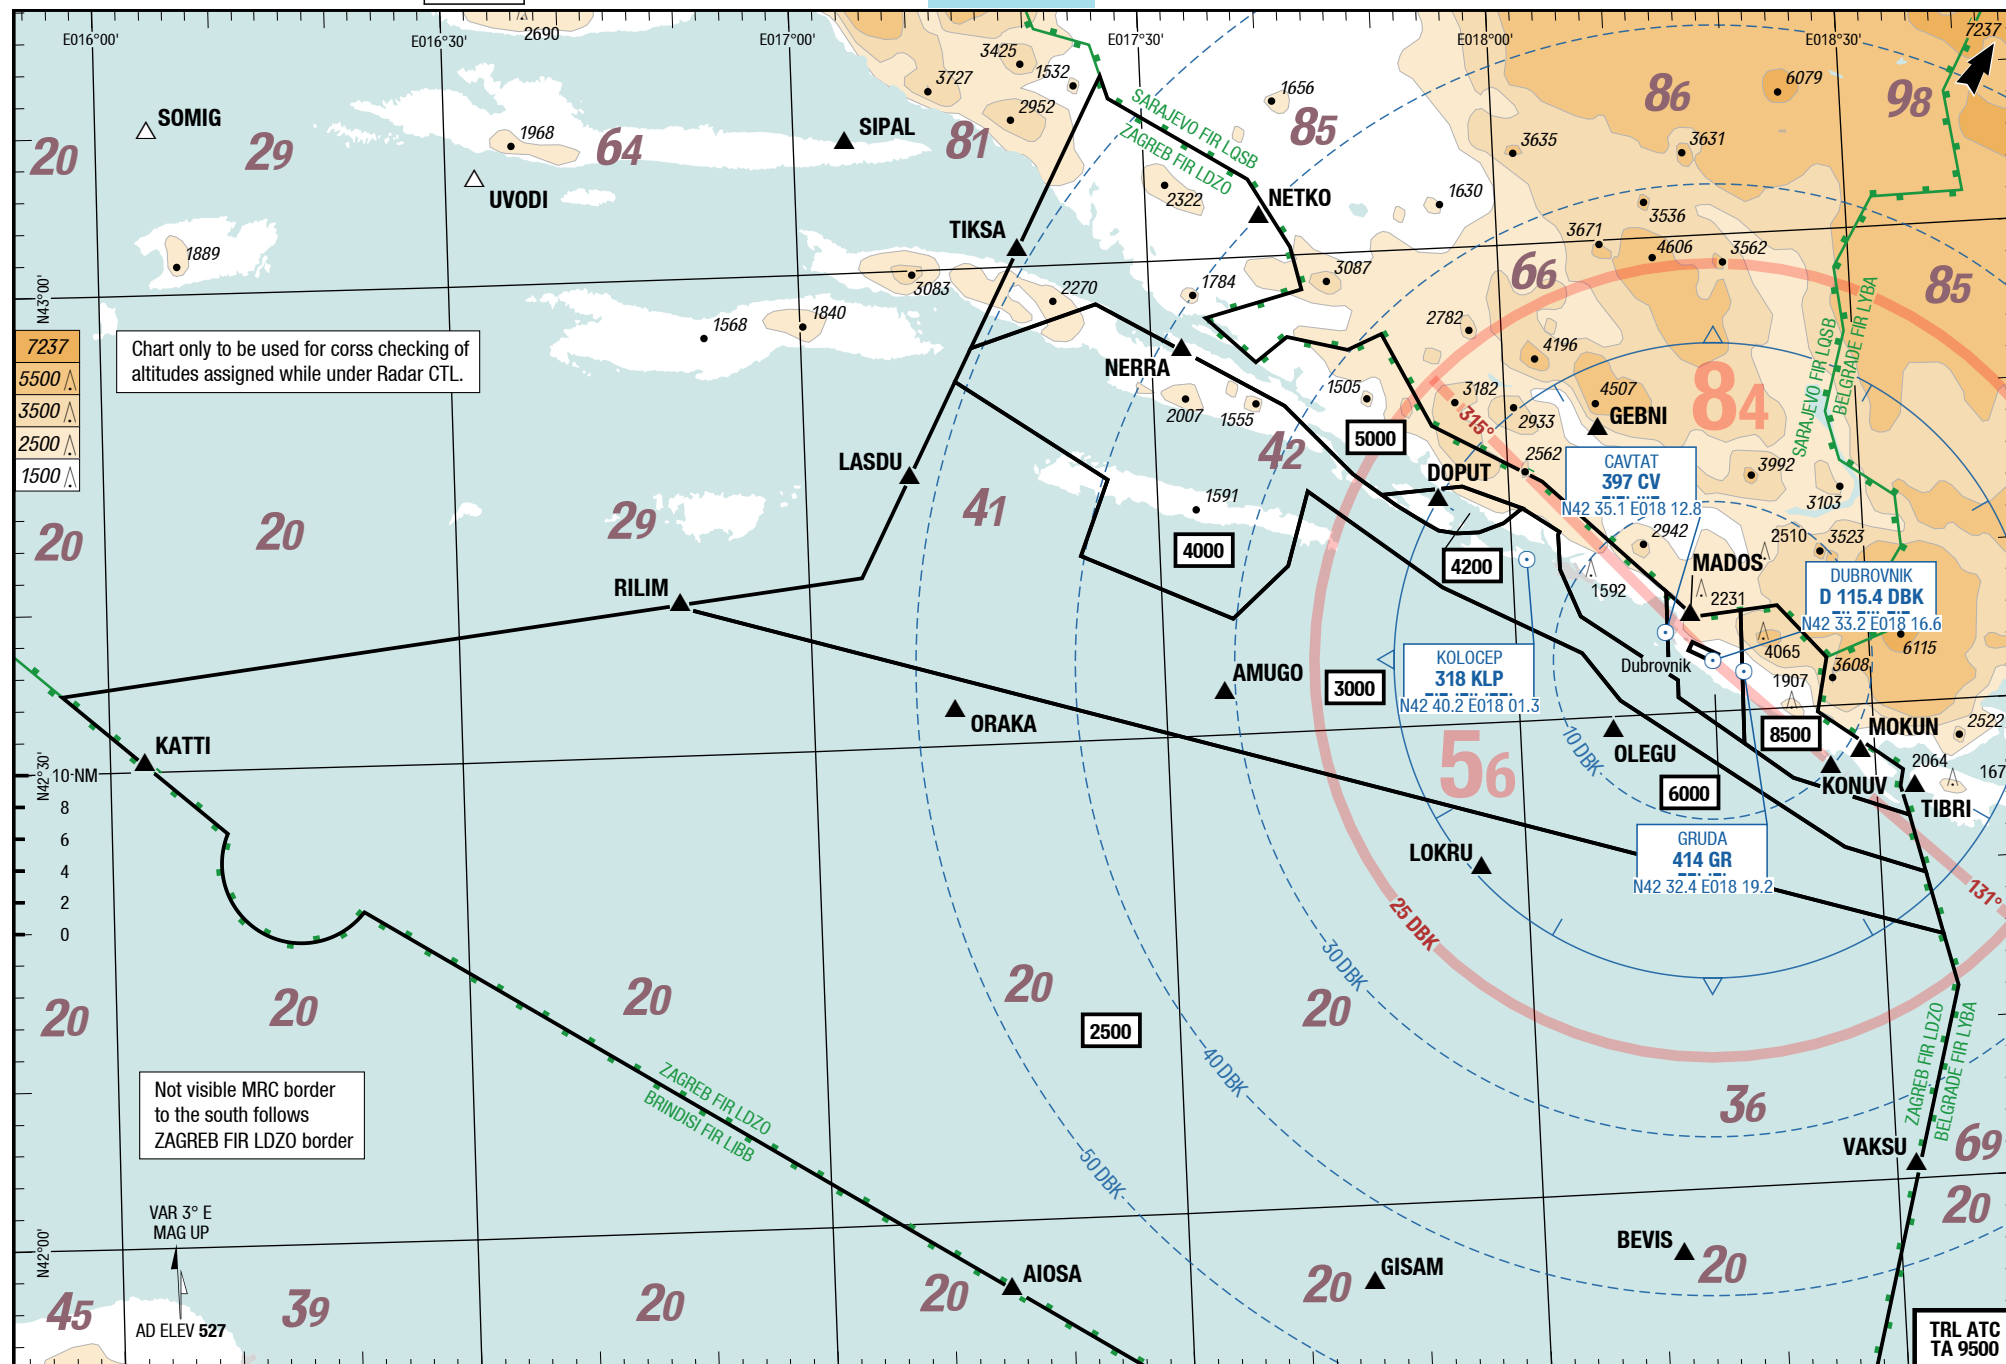 E016°00'
E016°30'
2690
E017°00'
E017°30'
E018°00'
E018°30'
7237
3425
1532
3727
2952
1656
6079
86
98
SOMIG
1968
SIPAL
81
SARAJEVO FIR LQSB
ZAGREB FIR LDZO
85
3635
3631
20
29
64
UVODI
2322
NETKO
1630
3536
TIKSA
3671
4606
3562
1889
3083
2270
1784
3087
66
85
N43°00'
1568
1840
2782
SARAJEVO FIR LQSB
BELGRADE FIR LYBA
7237
5500
3500
2500
1500
Chart only to be used for corss checking of
altitudes assigned while under Radar CTL.
NERRA
2007
1555
1505
4196
3182
315°
2933
4507
GEBNI
84
LASDU
42
5000
DOPUT
2562
CAVTAT
397 CV
N42 35.1 E018 12.8
3992
3103
20
20
29
41
1591
4000
4200
2942
2510
3523
MADOS
1592
2231
DUBROVNIK
D 115.4 DBK
N42 33.2 E018 16.6
RILIM
4065
6115
Dubrovnik
3608
KOLOCEP
318 KLP
N42 40.2 E018 01.3
AMUGO
3000
1907
ORAKA
KATTI
56
10 DBK
OLEGU
8500
MOKUN
2522
N42°30'
10 NM
8
6
4
2
0
6000
KONUV
2064
167
TIBRI
LOKRU
GRUDA
414 GR
N42 32.4 E018 19.2
131°
25 DBK
30 DBK
20
20
20
20
20
2500
40 DBK
ZAGREB FIR LDZO
BELGRADE FIR LYBA
Not visible MRC border
to the south follows
ZAGREB FIR LDZO border
ZAGREB FIR LDZO
BRINDISI FIR LIBB
36
VAKSU
69
50 DBK
20
VAR 3° E
MAG UP
N42°00'
BEVIS
20
AIOSA
GISAM
45
39
20
20
20
AD ELEV 527
TRL ATC
TA 9500